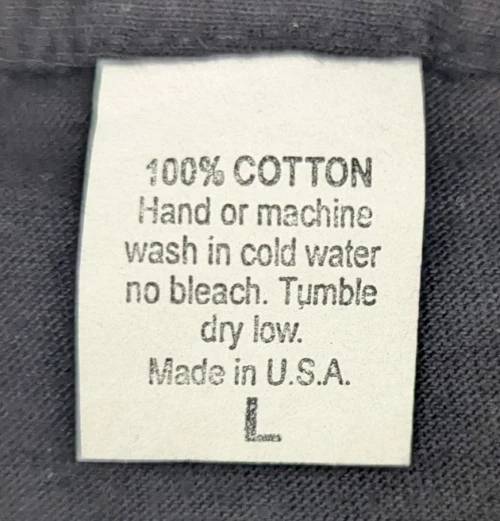 100% COTTON
Hand or machine
wash in cold water
no bleach. Tumble
dry low.
Made in U.S.A.
L